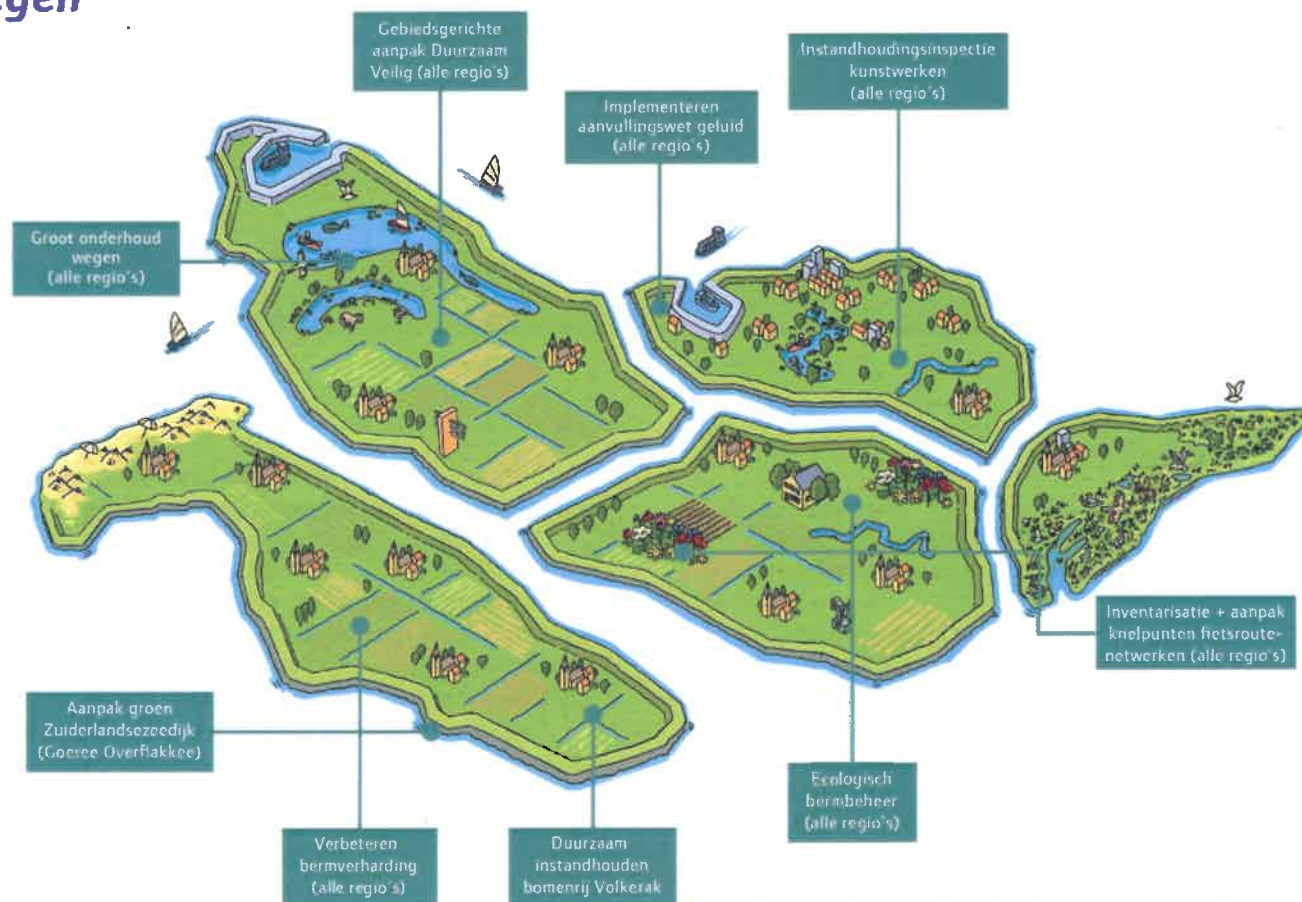 Gebiedsgerichte
aanpak Duurzaam
Veilig (alle regio's)
Instandhoudingsinspectie
kunstwerken
(alle regio's)
Implementeren
aanvullingswet geluid
(alle regio's)
Groot onderhoud
wegen
(alle regio's)
Inventarisatie + aanpak
knelpunten fietsroute-
netwerken (alle regio's)
Aanpak groen
Zuiderlandsezeedijk
(Goeree Overflakkee)
Ecologisch
bermbeheer
(alle regio's)
Verbeteren
bermverharding
(alle regio's)
Duurzaam
instandhouden
bomenrij Volkerak